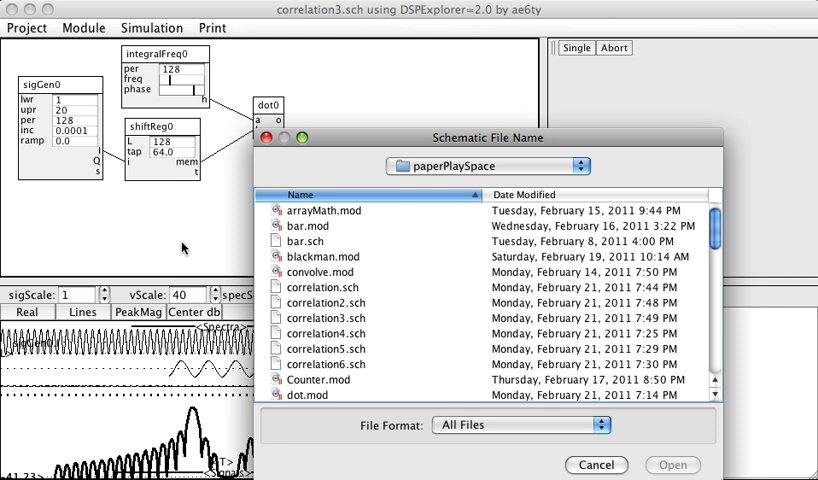 correlation3.sch using DSPExplorer=2.0 by ae6ty
Project Module Simulation Print
Single Abort
integralFreq0
per 128
freq
phase
h
sigGen0
lwr 1
upr 20
per 128
inc 0.0001
ramp 0.0
I
Q
s
shiftReg0
L 128
tap 64.0
i mem
t
dot0
a o
b
Schematic File Name
paperPlaySpace
Name Date Modified
arrayMath.mod Tuesday, February 15, 2011 9:44 PM
bar.mod Wednesday, February 16, 2011 3:22 PM
bar.sch Tuesday, February 8, 2011 4:00 PM
blackman.mod Saturday, February 19, 2011 10:14 AM
convolve.mod Monday, February 14, 2011 7:50 PM
correlation.sch Monday, February 21, 2011 7:44 PM
correlation2.sch Monday, February 21, 2011 7:48 PM
correlation3.sch Monday, February 21, 2011 7:49 PM
correlation4.sch Monday, February 21, 2011 7:25 PM
correlation5.sch Monday, February 21, 2011 7:29 PM
correlation6.sch Monday, February 21, 2011 7:30 PM
Counter.mod Thursday, February 17, 2011 8:50 PM
dot.mod Monday, February 21, 2011 7:14 PM
File Format: All Files
Cancel Open
sigScale: 1 vScale: 40 specS
Real Lines PeakMag Center db
<Spectra>
sigGen0.I
<T>
41.23> <Signals>